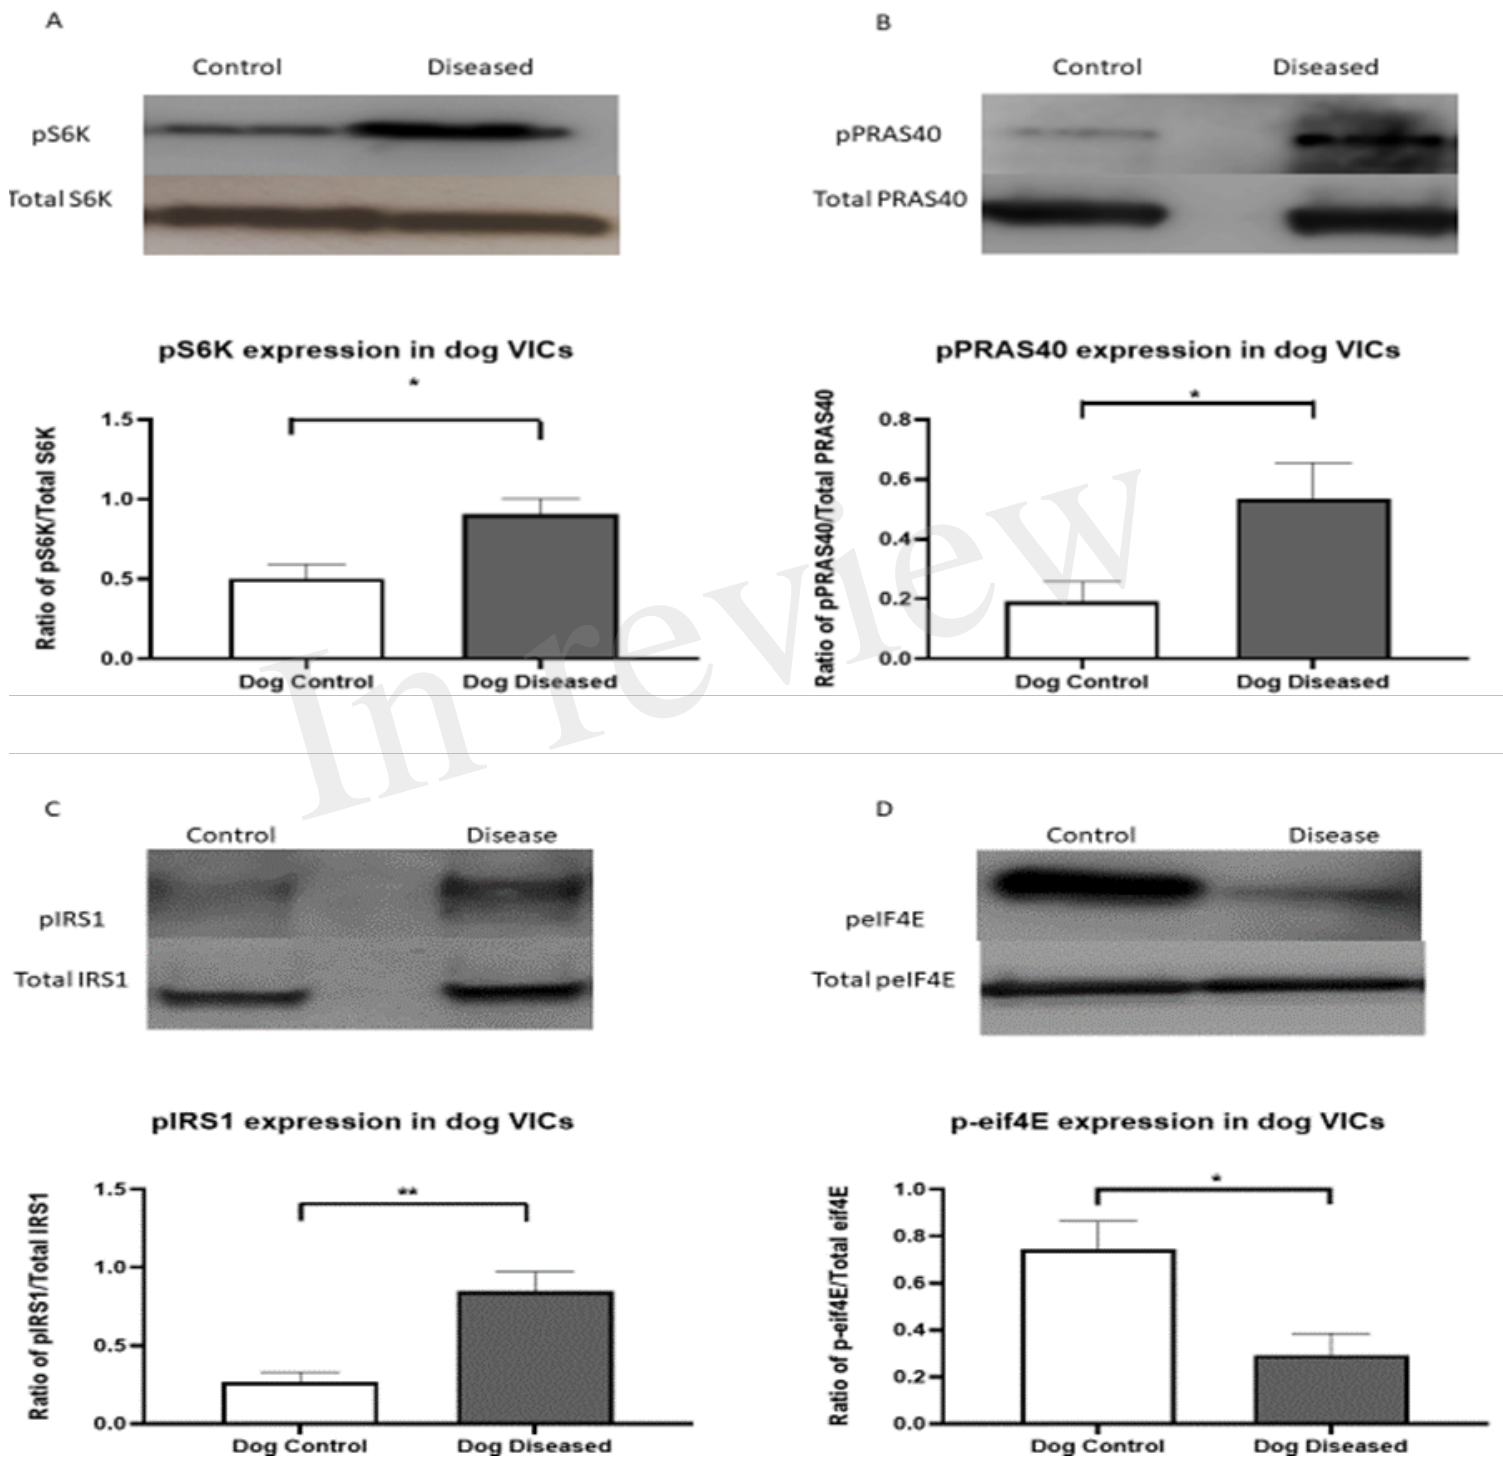 A
Control Diseased
pS6K
Total S6K
pS6K expression in dog VICs
*
Ratio of pS6K/Total S6K
1.5
1.0
0.5
0.0
Dog Control Dog Diseased
B
Control Diseased
pPRAS40
Total PRAS40
pPRAS40 expression in dog VICs
*
Ratio of pPRAS40/Total PRAS40
0.8
0.6
0.4
0.2
0.0
Dog Control Dog Diseased
In review
C
Control Disease
pIRS1
Total IRS1
pIRS1 expression in dog VICs
**
Ratio of pIRS1/Total IRS1
1.5
1.0
0.5
0.0
Dog Control Dog Diseased
D
Control Disease
peIF4E
Total peIF4E
p-eif4E expression in dog VICs
*
Ratio of p-eif4E/Total eif4E
1.0
0.8
0.6
0.4
0.2
0.0
Dog Control Dog Diseased